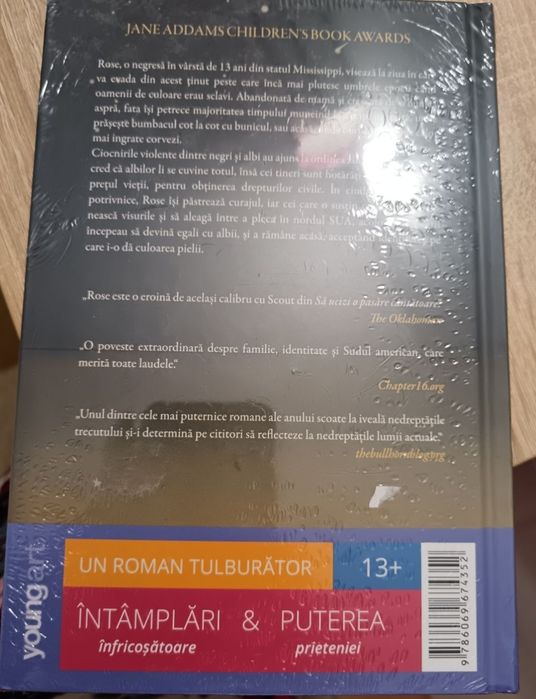 JANE ADDAMS CHILDREN'S BOOK AWARDS
Rose, o negresă în vârstă de 13 ani din statul Mississippi, visează la ziua în care
va evada din acest ținut peste care încă mai plutesc umbrele epocii când
oamenii de culoare erau sclavi. Abandonată de mamă și
aspră, fata își petrece majoritatea timpului muncind
prășește bumbacul cot la cot cu bunicul, sau
mai ingrate corvezi.
Ciocnirile violente dintre negri și albi au ajuns la ordinea
cred că albilor li se cuvine totul, însă cei tineri sunt hotărâți
prețul vieții, pentru obținerea drepturilor civile. În
potrivnice, Rose își păstrează curajul, iar cei care o susțin
nească visurile și să aleagă între a pleca în nordul SUA,
începeau să devină egali cu albii, și a rămâne acasă, acceptând
care i-o dă culoarea pielii.
„Rose este o eroină de același calibru cu Scout din Să ucizi o pasăre cântătoare.”
The Oklahoman
„O poveste extraordinară despre familie, identitate și Sudul american, care
merită toate laudele.”
Chapter16.org
„Unul dintre cele mai puternice romane ale anului scoate la iveală nedreptățile
trecutului și-i determină pe cititori să reflecteze la nedreptățile lumii actuale.”
thebullhornblog.org
youngart
UN ROMAN TULBURĂTOR 13+
ÎNTÂMPLĂRI & PUTEREA
înfricoșătoare prieteniei
9 786069 674352